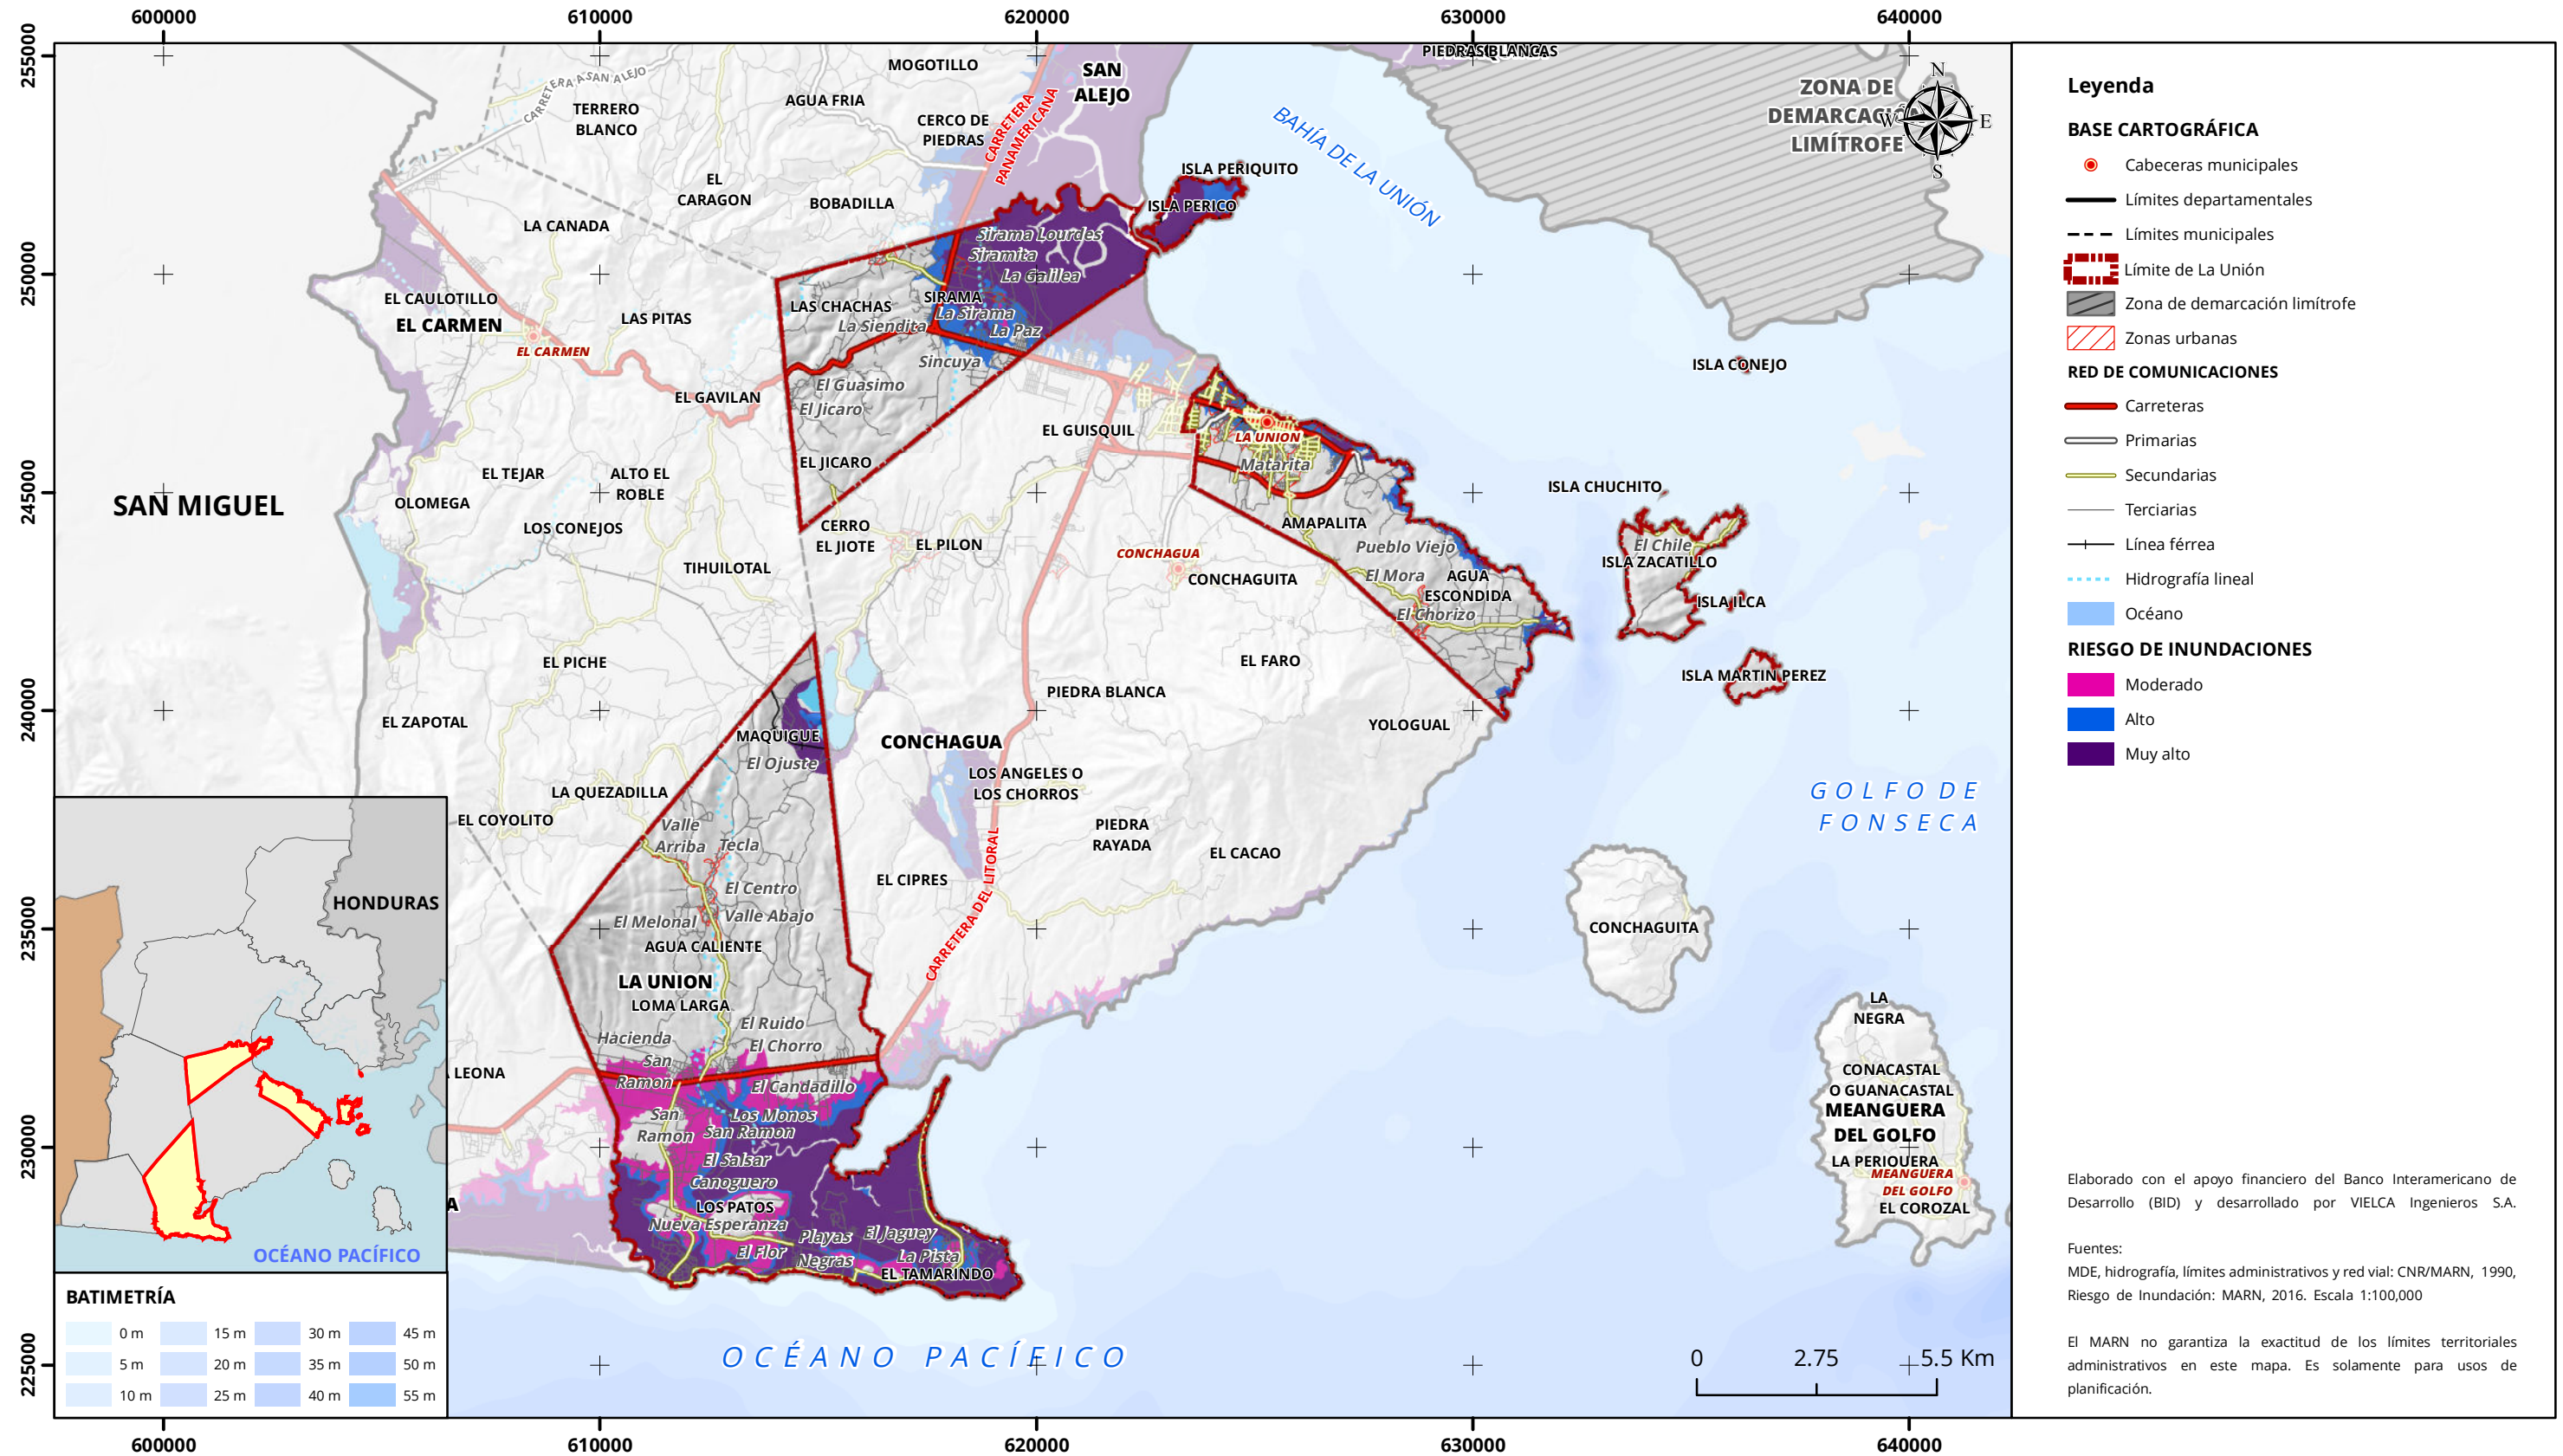 600000
610000
620000
630000
640000
255000
250000
245000
240000
235000
230000
225000
PIEDRAS BLANCAS
MOGOTILLO
SAN
ALEJO
CARRETERA A SAN ALEJO
TERRERO
BLANCO
AGUA FRIA
CERCO DE
PIEDRAS
CARRETERA
PANAMERICANA
BAHÍA DE LA UNIÓN
ZONA DE
DEMARCACIÓN
LIMÍTROFE
N
W
E
S
ISLA PERIQUITO
ISLA PERICO
EL
CARAGON
BOBADILLA
LA CANADA
Sirama Lourdes
Siramita
La Galilea
EL CAULOTILLO
EL CARMEN
LAS PITAS
LAS CHACHAS
SIRAMA
La Sirama
La Siendita
La Paz
EL CARMEN
Sincuya
ISLA CONEJO
El Guasimo
EL GAVILAN
El Jicaro
EL GUISQUIL
LA UNION
Matarita
EL JICARO
EL TEJAR
ALTO EL
ROBLE
SAN MIGUEL
OLOMEGA
ISLA CHUCHITO
LOS CONEJOS
CERRO
EL JIOTE
EL PILON
AMAPALITA
CONCHAGUA
Pueblo Viejo
El Chile
ISLA ZACATILLO
TIHUILOTAL
CONCHAGUITA
El Mora
AGUA
ESCONDIDA
ISLA ILCA
El Chorizo
EL PICHE
EL FARO
ISLA MARTIN PEREZ
PIEDRA BLANCA
EL ZAPOTAL
YOLOGUAL
MAQUIGUE
CONCHAGUA
El Ojuste
LOS ANGELES O
LOS CHORROS
LA QUEZADILLA
GOLFO DE
FONSECA
EL COYOLITO
Valle
Arriba
Tecla
PIEDRA
RAYADA
EL CACAO
EL CIPRES
El Centro
CARRETERA DEL LITORAL
El Melonal
Valle Abajo
CONCHAGUITA
AGUA CALIENTE
LA UNION
LOMA LARGA
LA
NEGRA
El Ruido
Hacienda
San
Ramon
El Chorro
LEONA
El Candadillo
CONACASTAL
O GUANACASTAL
MEANGUERA
DEL GOLFO
San
Ramon
Los Monos
San Ramon
El Salsar
Canoguero
LA PERIQUERA
MEANGUERA
DEL GOLFO
EL COROZAL
A
LOS PATOS
Nueva Esperanza
Playas
Negras
El Jaguey
El Flor
La Pista
EL TAMARINDO
OCÉANO PACÍFICO
0 2.75 5.5 Km
HONDURAS
OCÉANO PACÍFICO
BATIMETRÍA
0 m 15 m 30 m 45 m
5 m 20 m 35 m 50 m
10 m 25 m 40 m 55 m
600000
610000
620000
630000
640000
Leyenda
BASE CARTOGRÁFICA
Cabeceras municipales
Límites departamentales
Límites municipales
Límite de La Unión
Zona de demarcación limítrofe
Zonas urbanas
RED DE COMUNICACIONES
Carreteras
Primarias
Secundarias
Terciarias
Línea férrea
Hidrografía lineal
Océano
RIESGO DE INUNDACIONES
Moderado
Alto
Muy alto
Elaborado con el apoyo financiero del Banco Interamericano de
Desarrollo (BID) y desarrollado por VIELCA Ingenieros S.A.
Fuentes:
MDE, hidrografía, límites administrativos y red vial: CNR/MARN, 1990,
Riesgo de Inundación: MARN, 2016. Escala 1:100,000
El MARN no garantiza la exactitud de los límites territoriales
administrativos en este mapa. Es solamente para usos de
planificación.